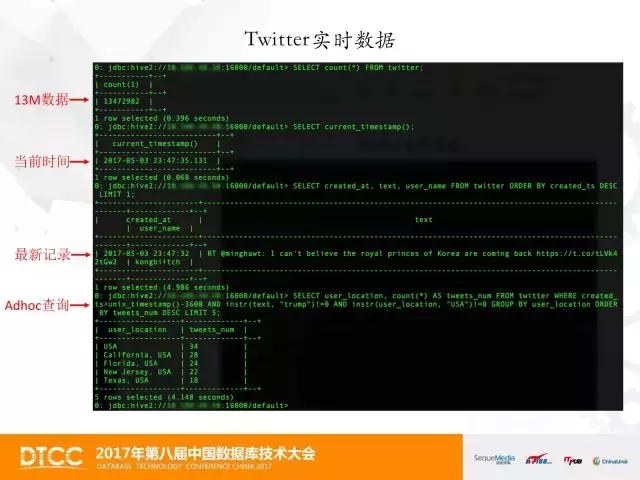 Twitter实时数据
0: jdbc:hive2://10. :16000/default> SELECT count(*) FROM twitter;
+-----------+--+
| count(1) |
+-----------+--+
13M数据
| 13472982 |
+-----------+--+
1 row selected (0.396 seconds)
0: jdbc:hive2://10. :16000/default> SELECT current_timestamp();
+--------------------------+--+
| current_timestamp() |
+--------------------------+--+
当前时间
| 2017-05-03 23:47:35.131 |
+--------------------------+--+
1 row selected (0.068 seconds)
0: jdbc:hive2://10. :16000/default> SELECT created_at, text, user_name FROM twitter ORDER BY created_ts DESC
LIMIT 1;
| created_at | text
| user_name |
最新记录
| 2017-05-03 23:47:32 | RT @minghawt: I can't believe the royal princes of Korea are coming back https://t.co/tLVk4
2tGw2 | kongbiitch |
1 row selected (4.986 seconds)
Adhoc查询
0: jdbc:hive2://10. :16000/default> SELECT user_location, count(*) AS tweets_num FROM twitter WHERE created_
ts>unix_timestamp()-3600 AND instr(text, "trump")!=0 AND instr(user_location, "USA")!=0 GROUP BY user_location ORDER
BY tweets_num DESC LIMIT 5;
+------------------+-------------+--+
| user_location | tweets_num |
+------------------+-------------+--+
| USA | 34 |
| California, USA | 28 |
| Florida, USA | 24 |
| New Jersey, USA | 22 |
| Texas, USA | 18 |
+------------------+-------------+--+
5 rows selected (4.148 seconds)
0: jdbc:hive2://10. :16000/default>
DTCC
2017年第八届中国数据库技术大会
DATABASE TECHNOLOGY CONFERENCE CHINA 2017
SequeMedia
ITPUB
ChinaUnix